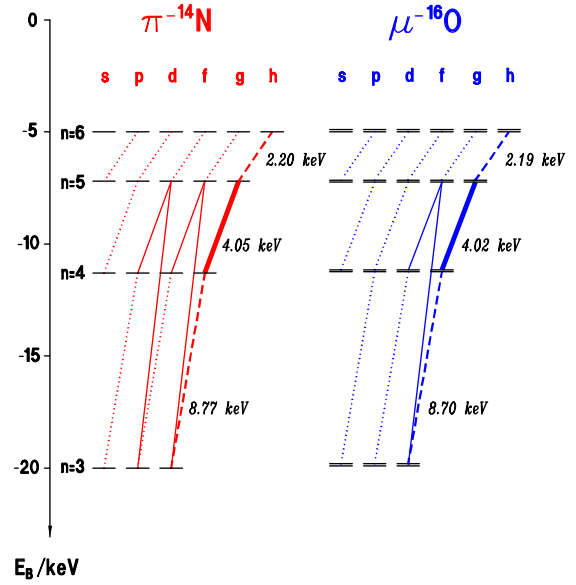 π⁻¹⁴N μ⁻¹⁶O
0
s p d f g h s p d f g h
-5 n=6
2.20 keV 2.19 keV
n=5
-10 4.05 keV 4.02 keV
n=4
-15
8.77 keV 8.70 keV
-20 n=3
E_B/keV